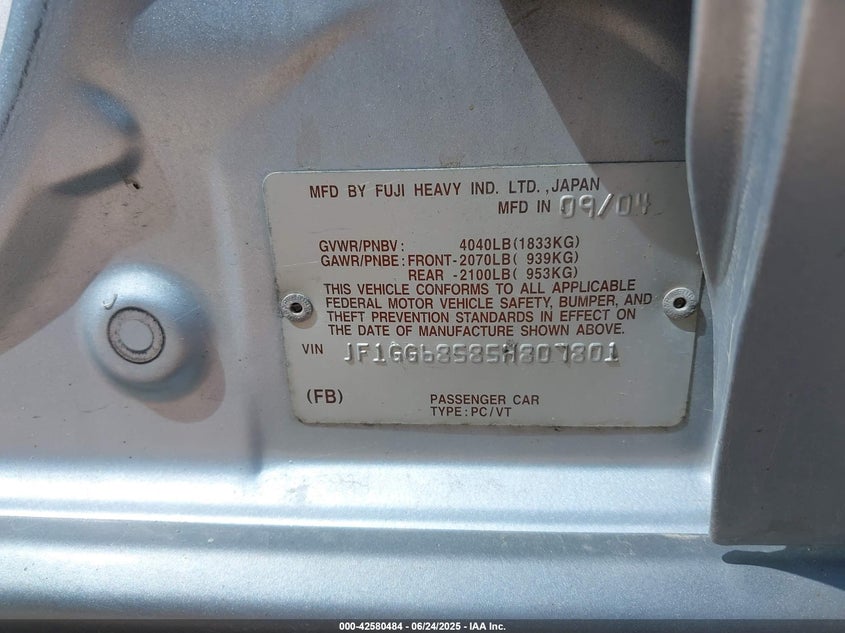 MFD BY FUJI HEAVY IND. LTD.,JAPAN
MFD IN 09/04
GVWR/PNBV: 4040LB(1833KG)
GAWR/PNBE: FRONT-2070LB( 939KG)
REAR -2100LB( 953KG)
THIS VEHICLE CONFORMS TO ALL APPLICABLE
FEDERAL MOTOR VEHICLE SAFETY, BUMPER, AND
THEFT PREVENTION STANDARDS IN EFFECT ON
THE DATE OF MANUFACTURE SHOWN ABOVE.
VIN JF1GG68585H807801
(FB) PASSENGER CAR
TYPE:PC/VT
000-42580484 - 06/24/2025 - IAA Inc.